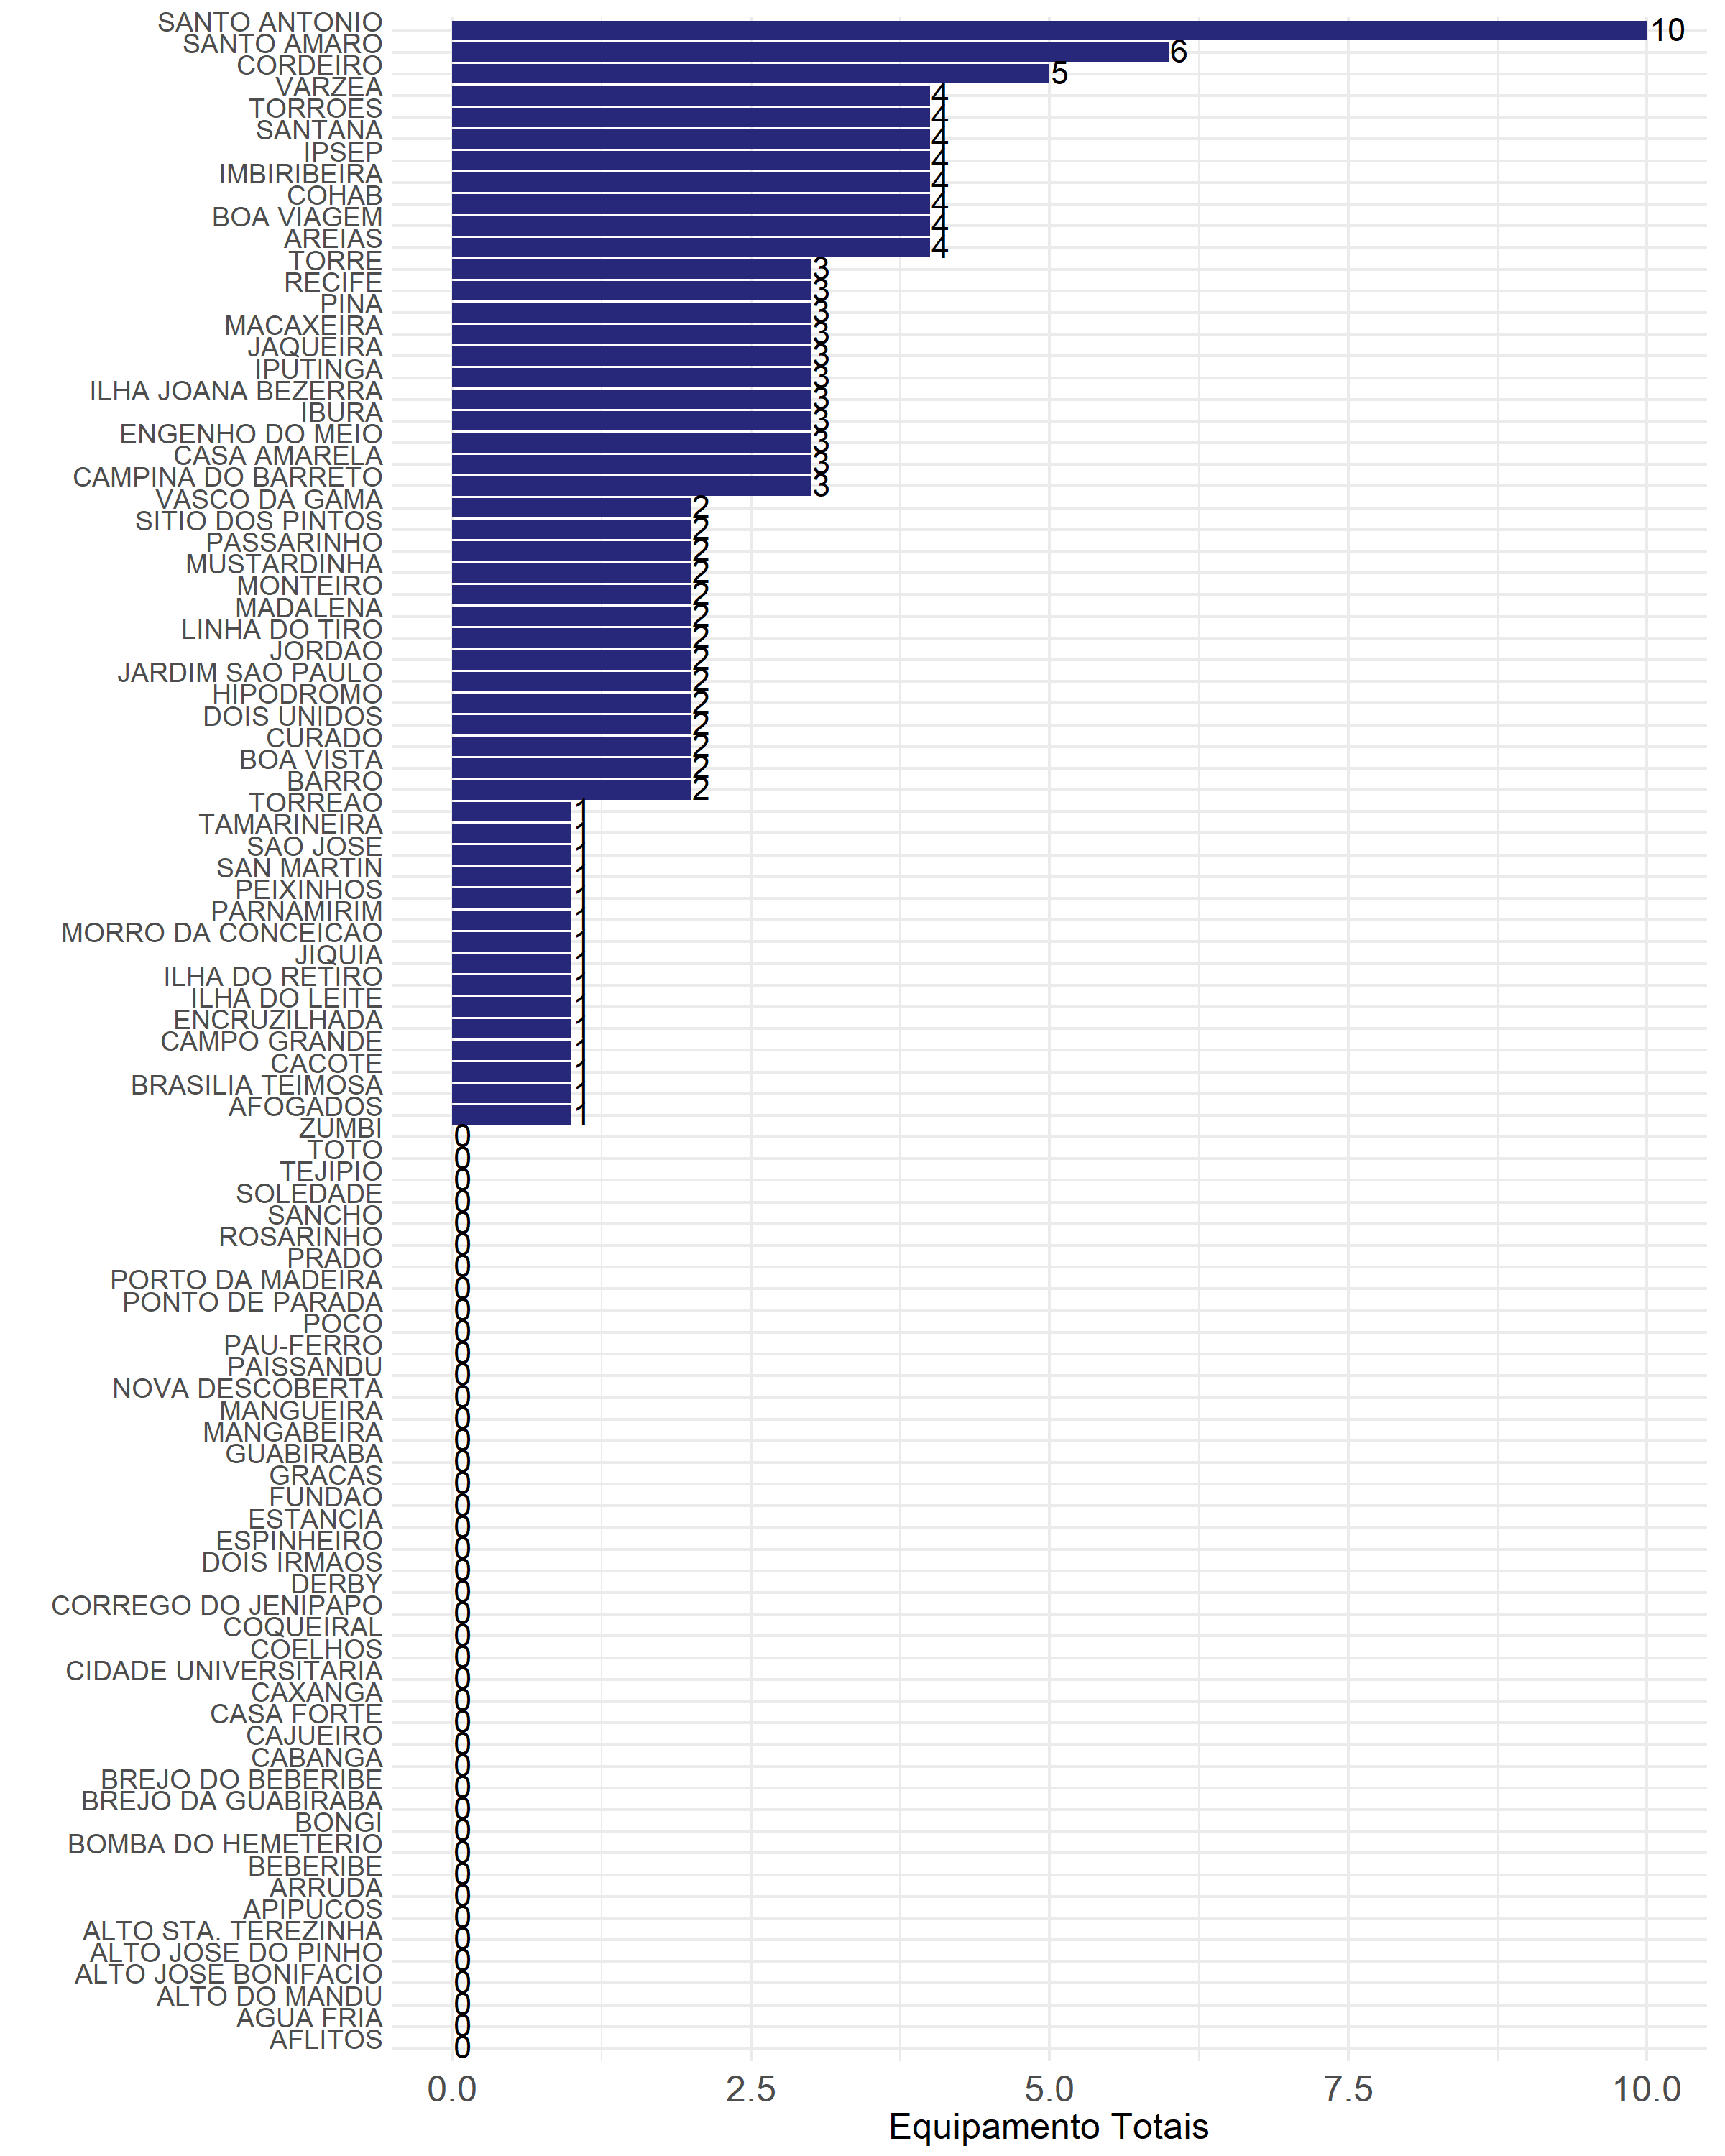 SANTO ANTONIO 10
SANTO AMARO 6
CORDEIRO 5
VARZEA 4
TORROES 4
SANTANA 4
IPSEP 4
IMBIRIBEIRA 4
COHAB 4
BOA VIAGEM 4
AREIAS 4
TORRE 3
RECIFE 3
PINA 3
MACAXEIRA 3
JAQUEIRA 3
IPUTINGA 3
ILHA JOANA BEZERRA 3
IBURA 3
ENGENHO DO MEIO 3
CASA AMARELA 3
CAMPINA DO BARRETO 3
VASCO DA GAMA 2
SITIO DOS PINTOS 2
PASSARINHO 2
MUSTARDINHA 2
MONTEIRO 2
MADALENA 2
LINHA DO TIRO 2
JORDAO 2
JARDIM SAO PAULO 2
HIPODROMO 2
DOIS UNIDOS 2
CURADO 2
BOA VISTA 2
BARRO 2
TORREAO 1
TAMARINEIRA 1
SAO JOSE 1
SAN MARTIN 1
PEIXINHOS 1
PARNAMIRIM 1
MORRO DA CONCEICAO 1
JIQUIA 1
ILHA DO RETIRO 1
ILHA DO LEITE 1
ENCRUZILHADA 1
CAMPO GRANDE 1
CACOTE 1
BRASILIA TEIMOSA 1
AFOGADOS 1
ZUMBI 0
TOTO 0
TEJIPIO 0
SOLEDADE 0
SANCHO 0
ROSARINHO 0
PRADO 0
PORTO DA MADEIRA 0
PONTO DE PARADA 0
POCO 0
PAU-FERRO 0
PAISSANDU 0
NOVA DESCOBERTA 0
MANGUEIRA 0
MANGABEIRA 0
GUABIRABA 0
GRACAS 0
FUNDAO 0
ESTANCIA 0
ESPINHEIRO 0
DOIS IRMAOS 0
DERBY 0
CORREGO DO JENIPAPO 0
COQUEIRAL 0
COELHOS 0
CIDADE UNIVERSITARIA 0
CAXANGA 0
CASA FORTE 0
CAJUEIRO 0
CABANGA 0
BREJO DO BEBERIBE 0
BREJO DA GUABIRABA 0
BONGI 0
BOMBA DO HEMETERIO 0
BEBERIBE 0
ARRUDA 0
APIPUCOS 0
ALTO STA. TEREZINHA 0
ALTO JOSE DO PINHO 0
ALTO JOSE BONIFACIO 0
ALTO DO MANDU 0
AGUA FRIA 0
AFLITOS 0
0.0 2.5 5.0 7.5 10.0
Equipamento Totais